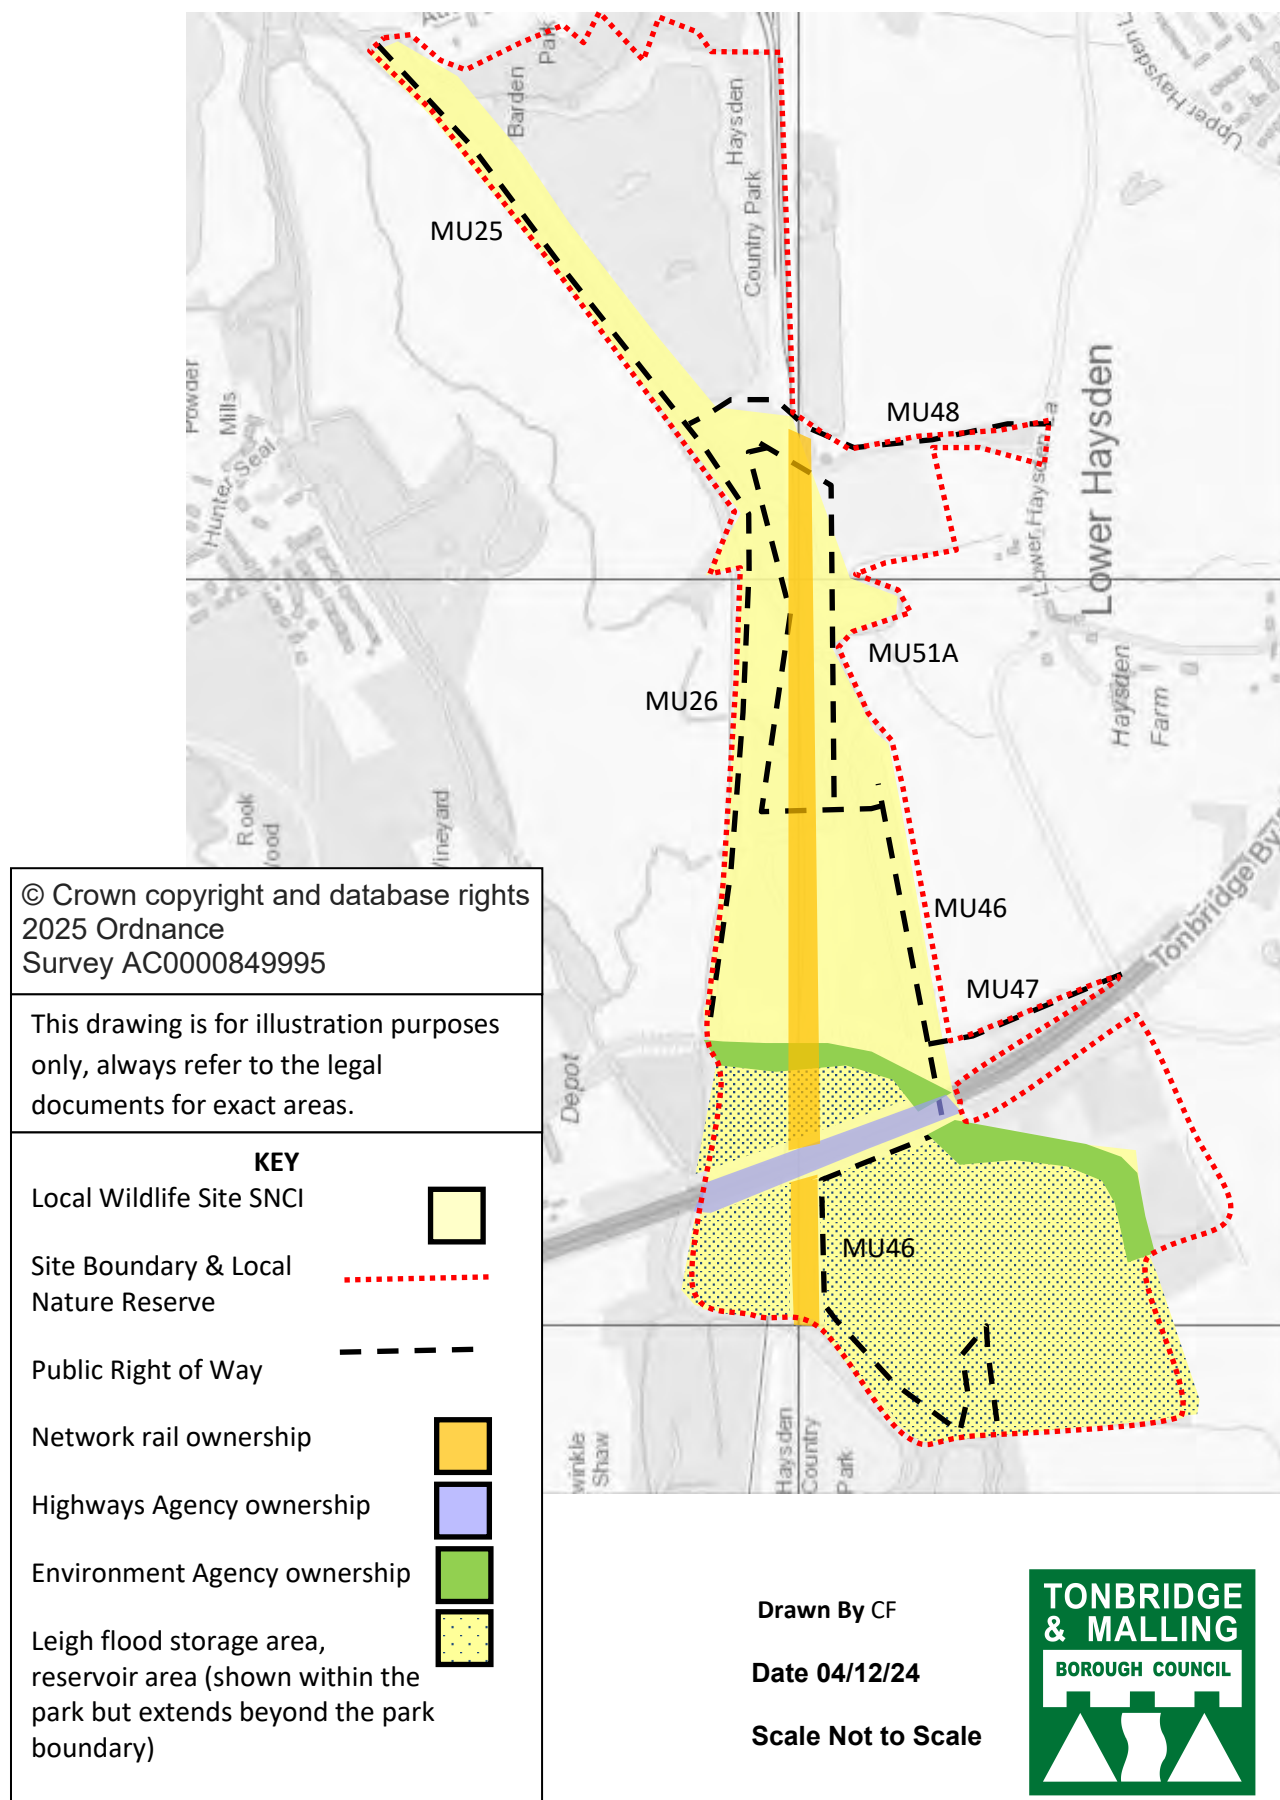 Barden
Park
Haysden
Country Park
Upper Haysden L
MU25
Powder
Mills
Hunter Seal
MU48
Lower Haysden La
Lower Haysden
MU51A
MU26
Haysden
Farm
Rook
Vineyard
MU46
Tonbridge By
MU47
Depot
MU46
winkle
Shaw
Haysden
Country
Park
© Crown copyright and database rights
2025 Ordnance
Survey AC0000849995
This drawing is for illustration purposes
only, always refer to the legal
documents for exact areas.
KEY
Local Wildlife Site SNCI
Site Boundary & Local
Nature Reserve
Public Right of Way
Network rail ownership
Highways Agency ownership
Environment Agency ownership
Leigh flood storage area,
reservoir area (shown within the
park but extends beyond the park
boundary)
Drawn By CF
Date 04/12/24
Scale Not to Scale
TONBRIDGE
& MALLING
BOROUGH COUNCIL